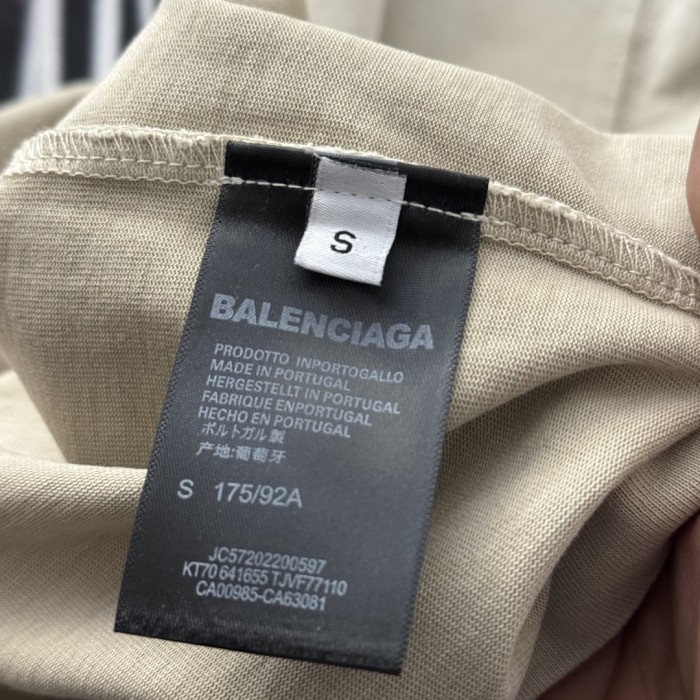 S
BALENCIAGA
PRODOTTO INPORTOGALLO
MADE IN PORTUGAL
HERGESTELLT IN PORTUGAL
FABRIQUE ENPORTUGAL
HECHO EN PORTUGAL
ポルトガル製
产地:葡萄牙
S 175/92A
JC57202200597
KT70 641655 TJVF77110
CA00985-CA63081